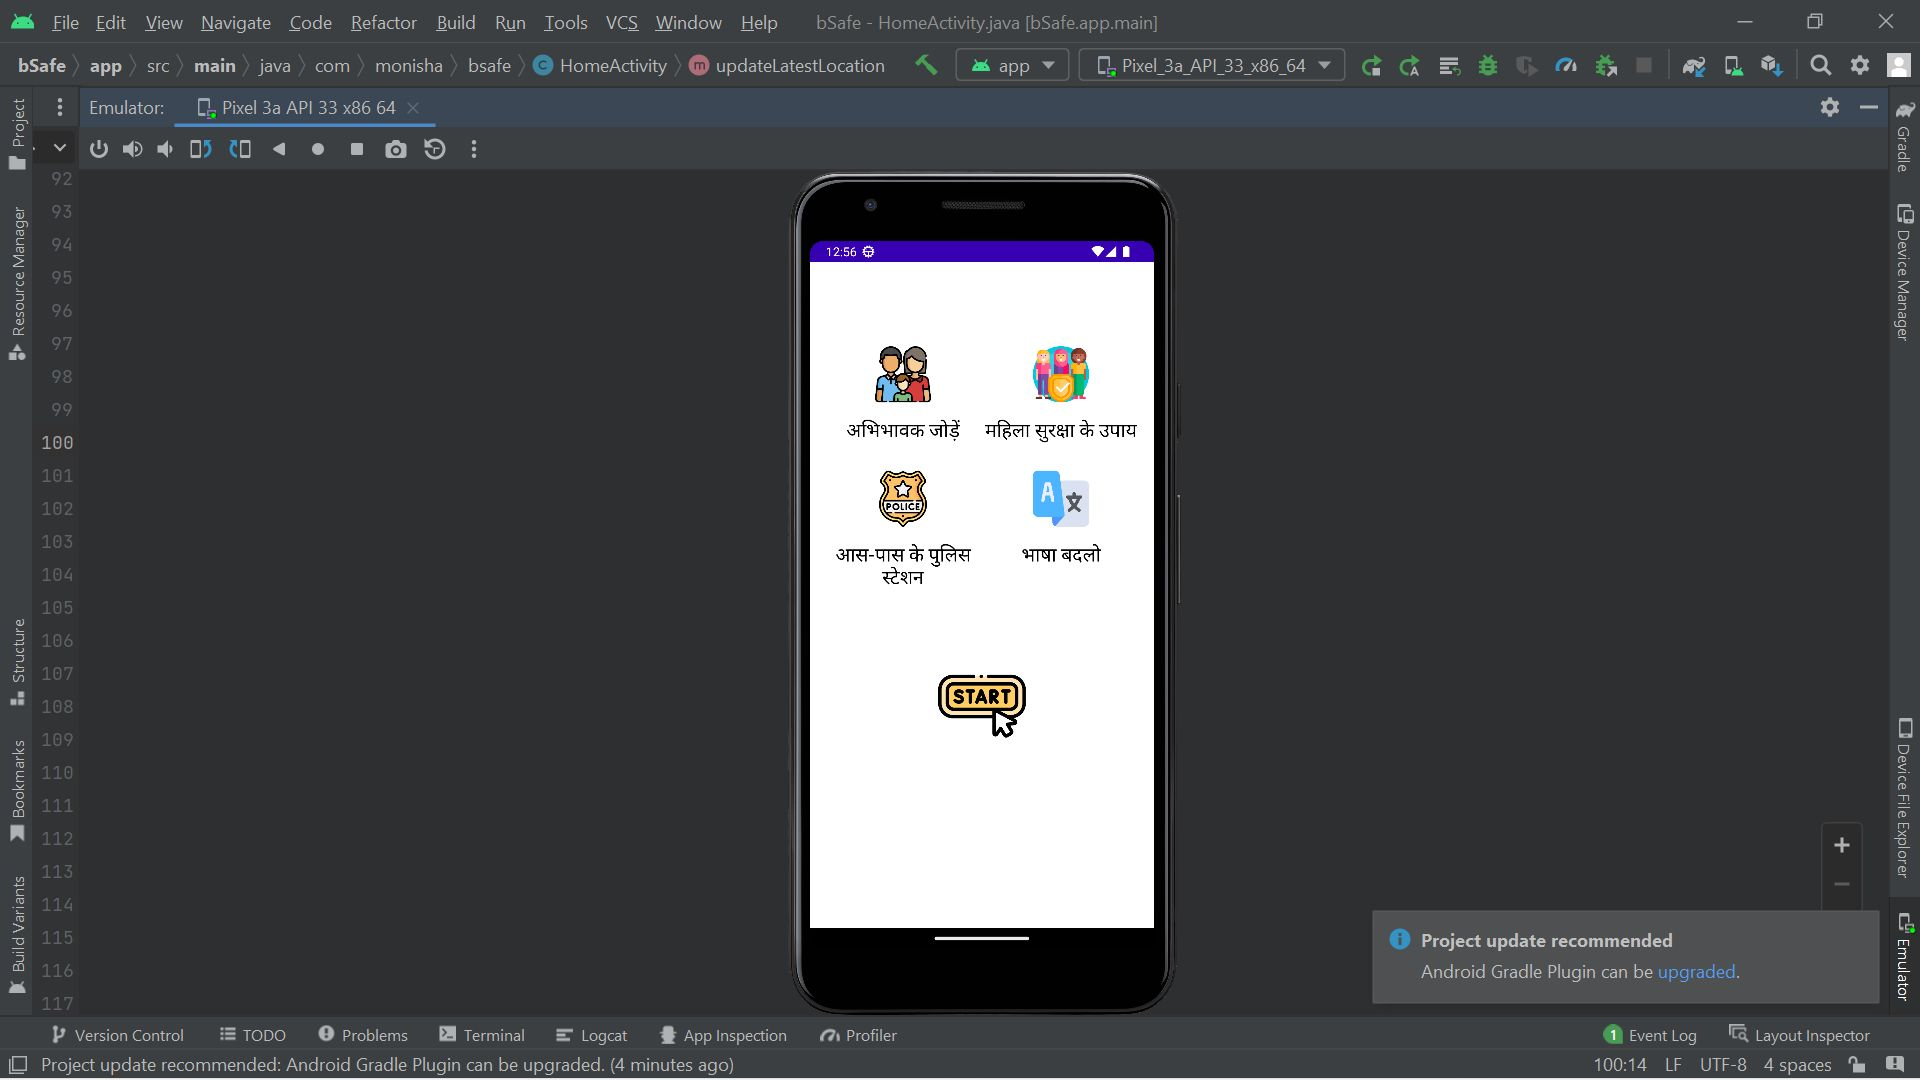 File Edit View Navigate Code Refactor Build Run Tools VCS Window Help bSafe - HomeActivity.java [bSafe.app.main]
bSafe app src main java com monisha bsafe C HomeActivity m updateLatestLocation app Pixel_3a_API_33_x86_64
Emulator: Pixel 3a API 33 x86 64
Project
Resource Manager
Structure
Bookmarks
Build Variants
92
93
94
95
96
97
98
99
100
101
102
103
104
105
106
107
108
109
110
111
112
113
114
115
116
117
12:56
अभिभावक जोड़ें महिला सुरक्षा के उपाय
POLICE A
आस-पास के पुलिस
स्टेशन
भाषा बदलो
START
Gradle
Device Manager
Device File Explorer
Emulator
Project update recommended
Android Gradle Plugin can be upgraded.
Version Control TODO Problems Terminal Logcat App Inspection Profiler 1 Event Log Layout Inspector
Project update recommended: Android Gradle Plugin can be upgraded. (4 minutes ago) 100:14 LF UTF-8 4 spaces